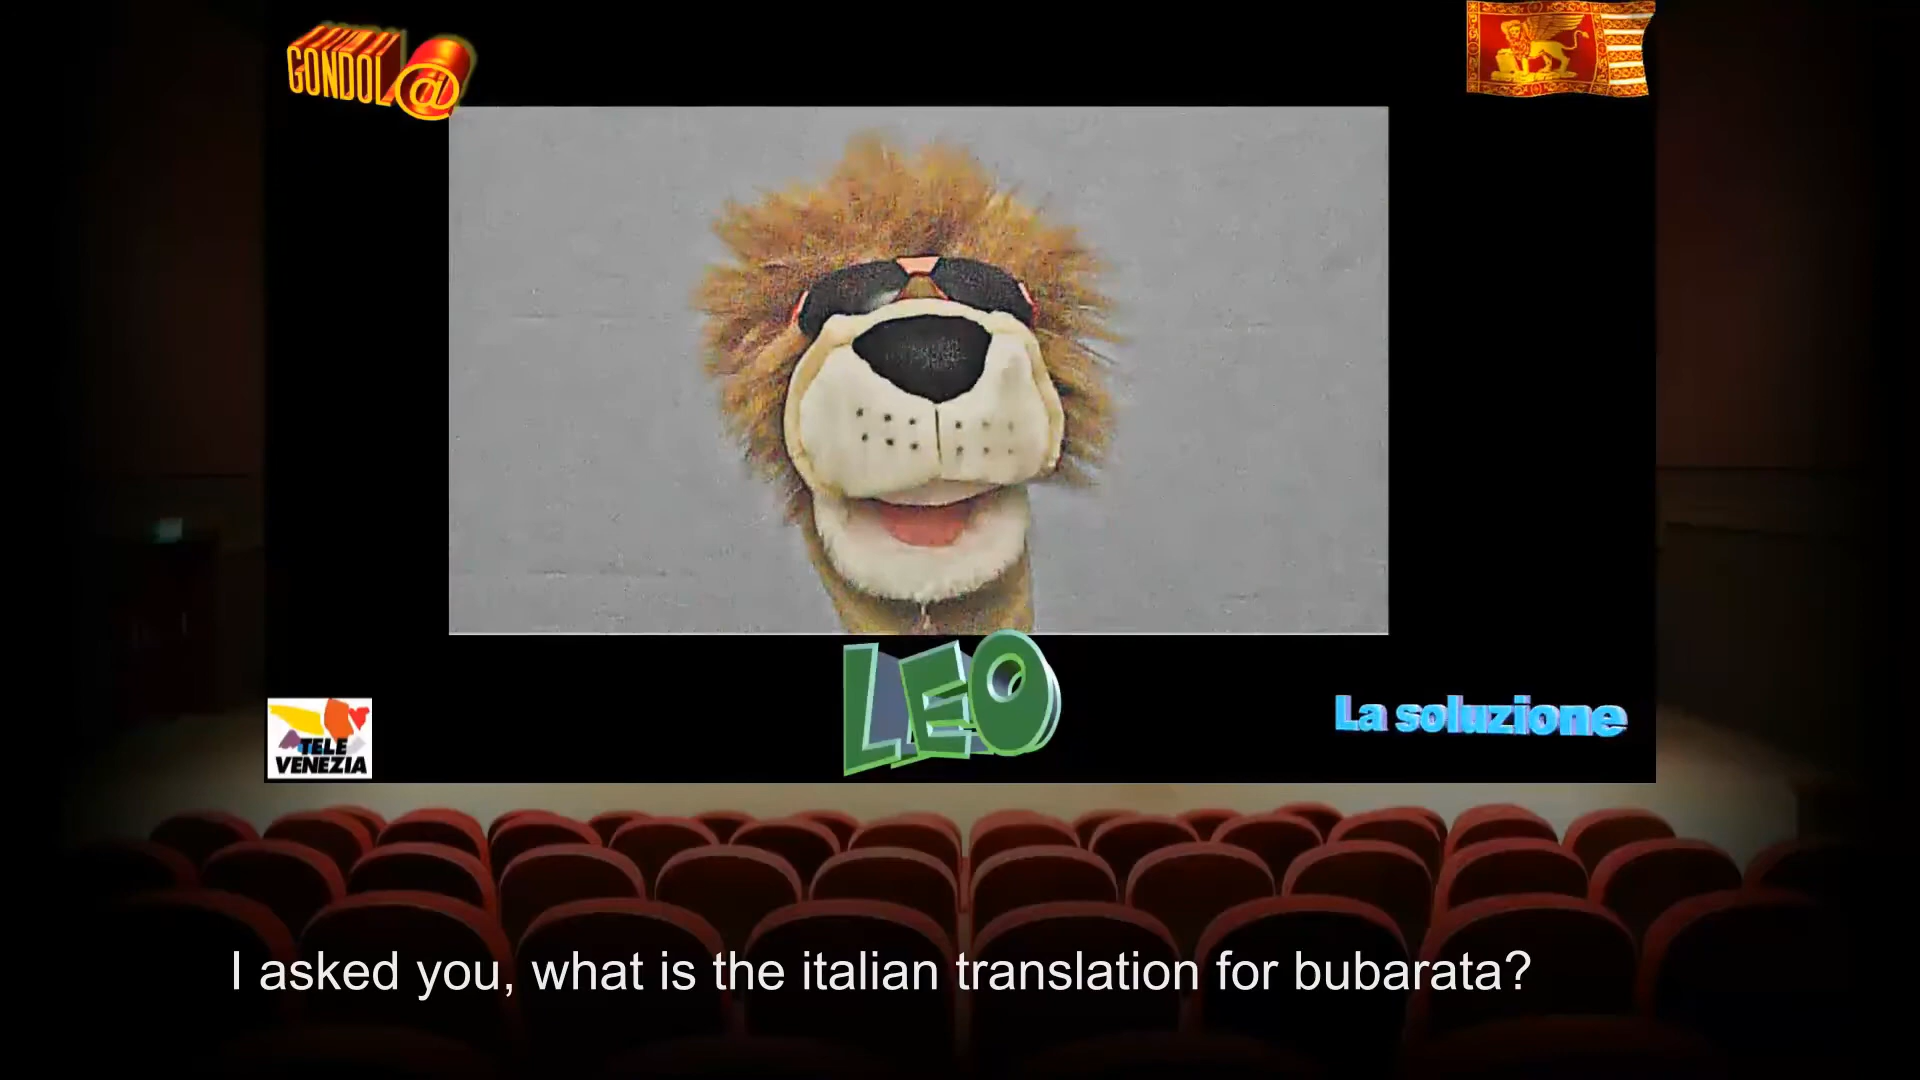 GONDOL@
LEO
La soluzione
TELE
VENEZIA
I asked you, what is the italian translation for bubarata?